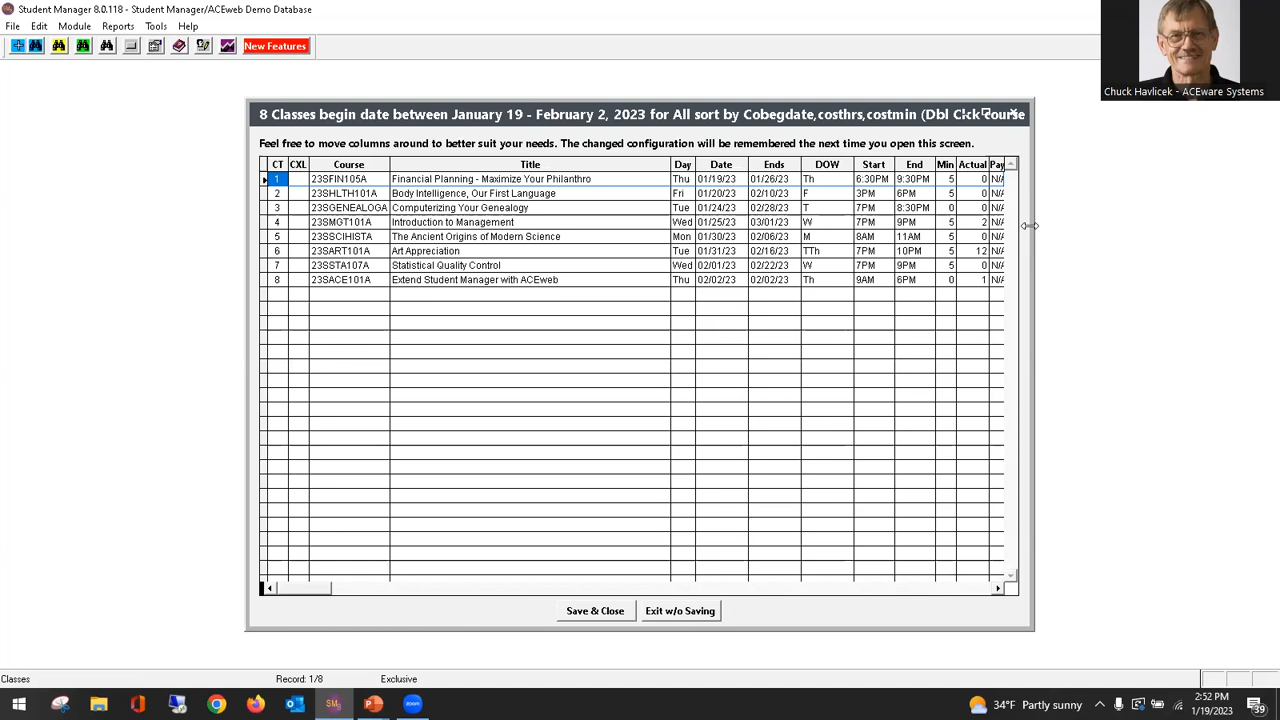 Student Manager 8.0.118 - Student Manager/ACEweb Demo Database
File Edit Module Reports Tools Help
New Features
Chuck Havlicek - ACEware Systems
8 Classes begin date between January 19 - February 2, 2023 for All sort by Cobegdate,costhrs,costmin (Dbl Clck course
Feel free to move columns around to better suit your needs. The changed configuration will be remembered the next time you open this screen.
CT CXL Course Title Day Date Ends DOW Start End Min Actual Pay
1 23SFIN105A Financial Planning - Maximize Your Philanthro Thu 01/19/23 01/26/23 Th 6:30PM 9:30PM 5 0 N/A
2 23SHLTH101A Body Intelligence, Our First Language Fri 01/20/23 02/10/23 F 3PM 6PM 5 0 N/A
3 23SGENEALOGA Computerizing Your Genealogy Tue 01/24/23 02/28/23 T 7PM 8:30PM 0 0 N/A
4 23SMGT101A Introduction to Management Wed 01/25/23 03/01/23 W 7PM 9PM 5 2 N/A
5 23SSCIHISTA The Ancient Origins of Modern Science Mon 01/30/23 02/06/23 M 8AM 11AM 5 0 N/A
6 23SART101A Art Appreciation Tue 01/31/23 02/16/23 TTh 7PM 10PM 5 12 N/A
7 23SSTA107A Statistical Quality Control Wed 02/01/23 02/22/23 W 7PM 9PM 5 0 N/A
8 23SACE101A Extend Student Manager with ACEweb Thu 02/02/23 02/02/23 Th 9AM 6PM 0 1 N/A
Save & Close Exit w/o Saving
Classes Record: 1/8 Exclusive
34°F Partly sunny
2:52 PM
1/19/2023
39